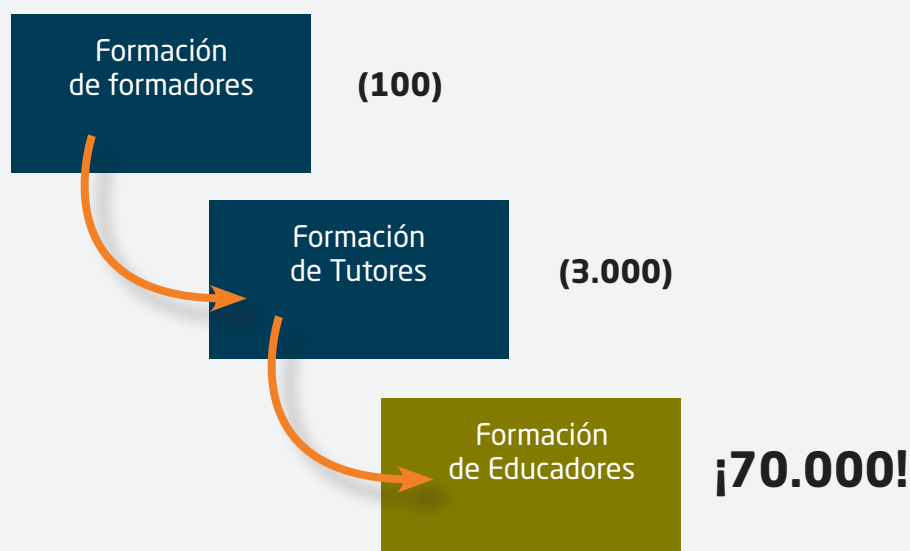 Formación
de formadores
(100)
Formación
de Tutores
(3.000)
Formación
de Educadores
¡70.000!